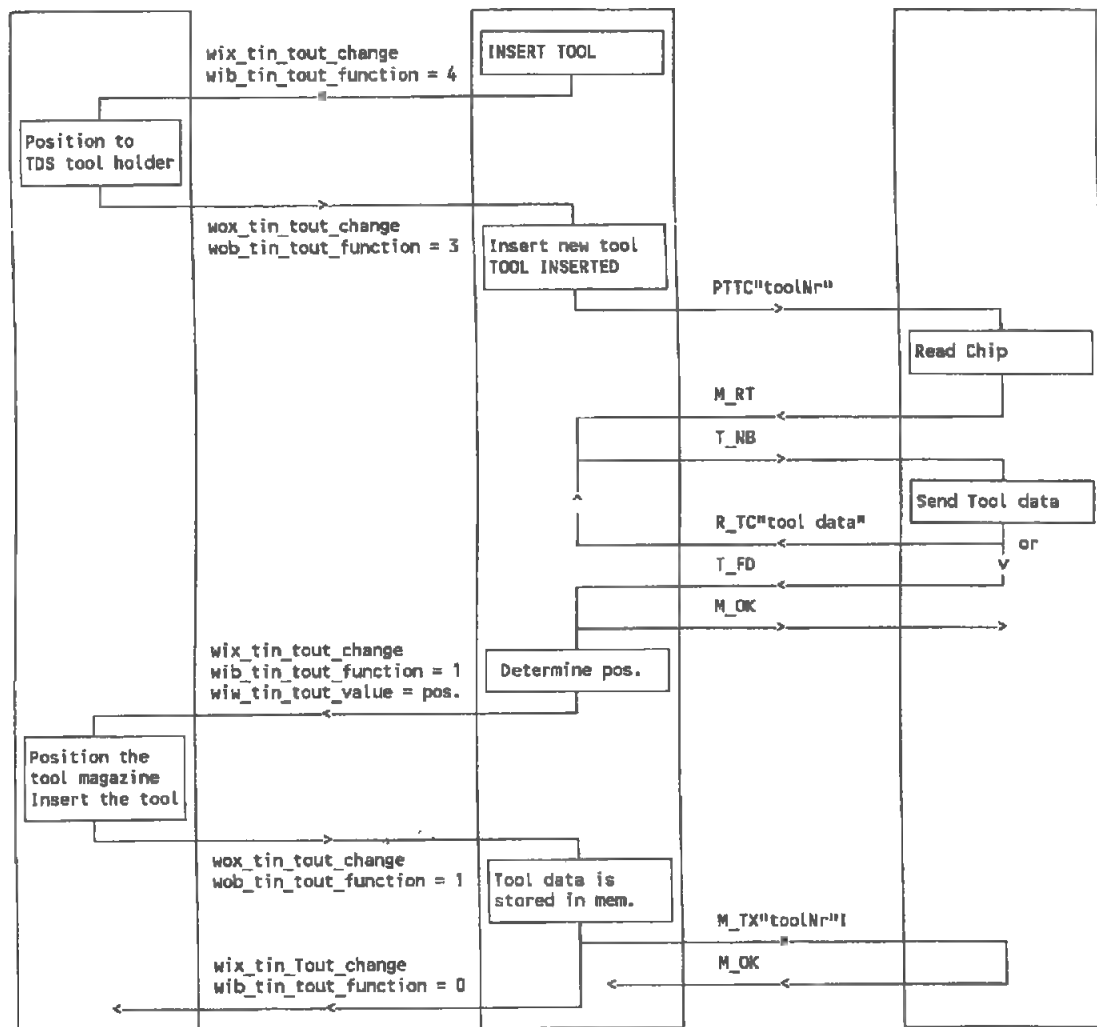 wix_tin_tout_change
wib_tin_tout_function = 4
INSERT TOOL
Position to
TDS tool holder
wox_tin_tout_change
wob_tin_tout_function = 3
Insert new tool
TOOL INSERTED
PTTC"toolNr"
Read Chip
M_RT
T_NB
Send Tool data
R_TC"tool data"
or
T_FD
M_OK
wix_tin_tout_change
wib_tin_tout_function = 1
wiw_tin_tout_value = pos.
Determine pos.
Position the
tool magazine
Insert the tool
wox_tin_tout_change
wob_tin_tout_function = 1
Tool data is
stored in mem.
M_TX"toolNr"I
M_OK
wix_tin_Tout_change
wib_tin_tout_function = 0